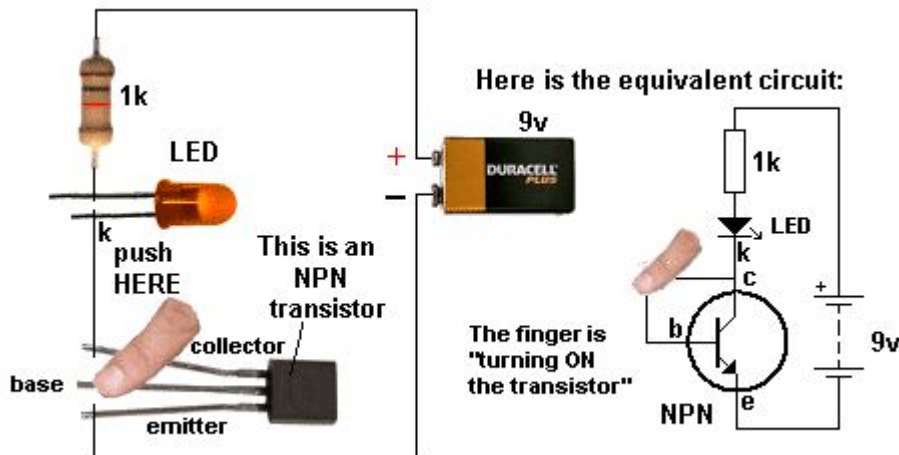 1k
LED
k
push
HERE
This is an
NPN
transistor
collector
base
emitter
+
−
9v
DURACELL
PLUS
Here is the equivalent circuit:
1k
LED
k
c
b
e
NPN
The finger is
"turning ON
the transistor"
+
9v